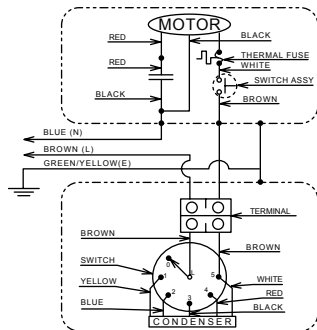 MOTOR
RED
BLACK
THERMAL FUSE
RED
WHITE
SWITCH ASSY
BLACK
BROWN
BLUE (N)
BROWN (L)
GREEN/YELLOW(E)
TERMINAL
BROWN
BROWN
SWITCH
0
YELLOW
1
L
5
WHITE
2
4
RED
BLUE
3
BLACK
CONDENSER